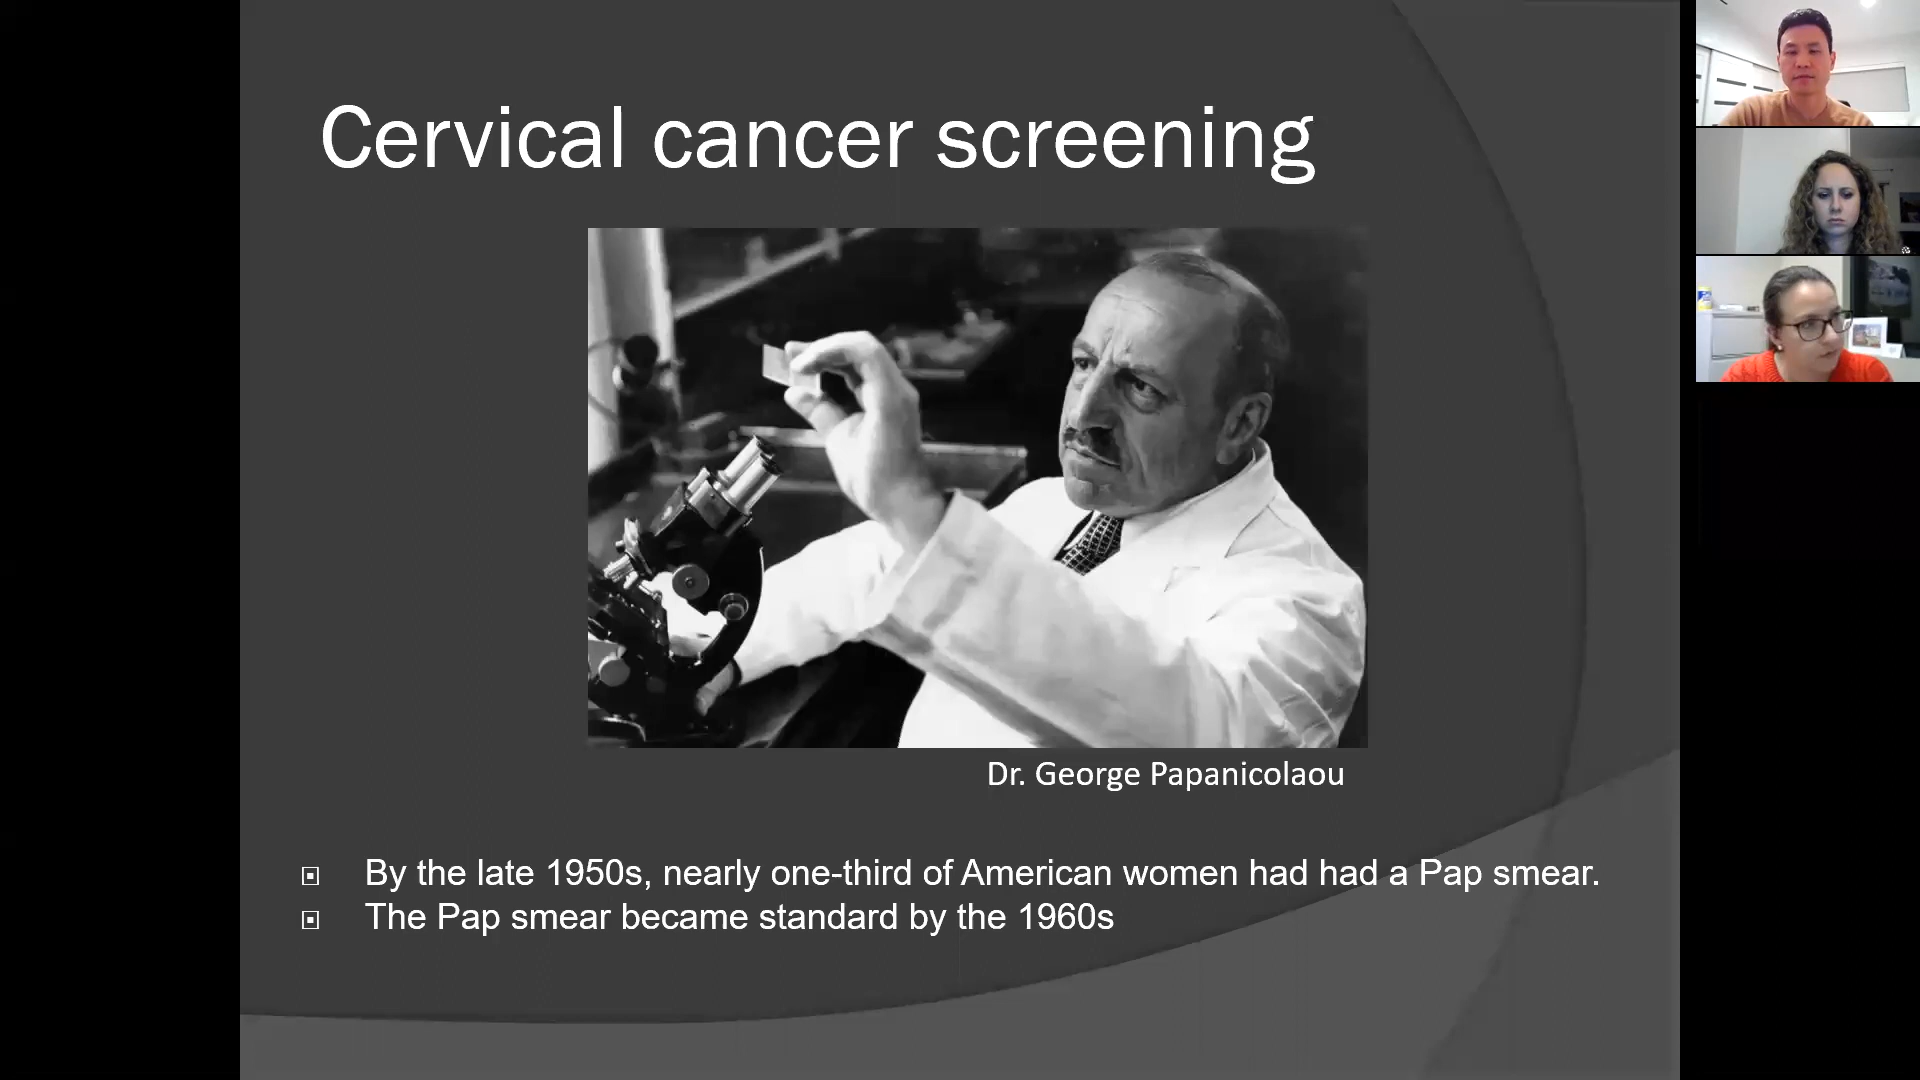 Cervical cancer screening
Dr. George Papanicolaou
By the late 1950s, nearly one-third of American women had had a Pap smear.
The Pap smear became standard by the 1960s